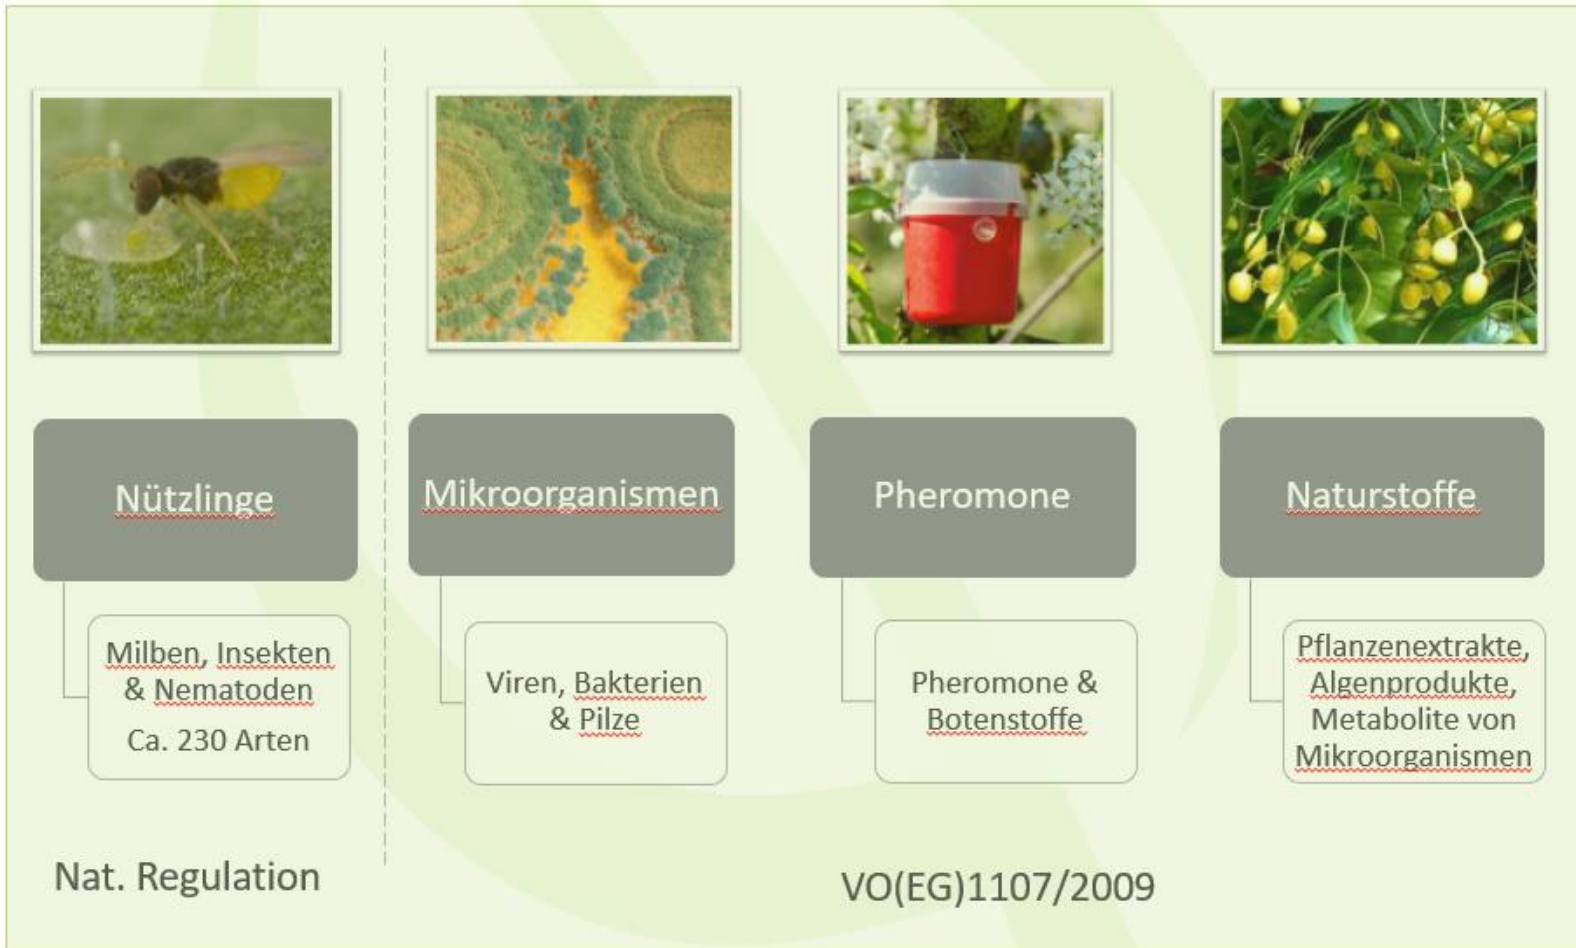 Nützlinge
Milben, Insekten
& Nematoden
Ca. 230 Arten
Mikroorganismen
Viren, Bakterien
& Pilze
Pheromone
Pheromone &
Botenstoffe
Naturstoffe
Pflanzenextrakte,
Algenprodukte,
Metabolite von
Mikroorganismen
Nat. Regulation
VO(EG)1107/2009